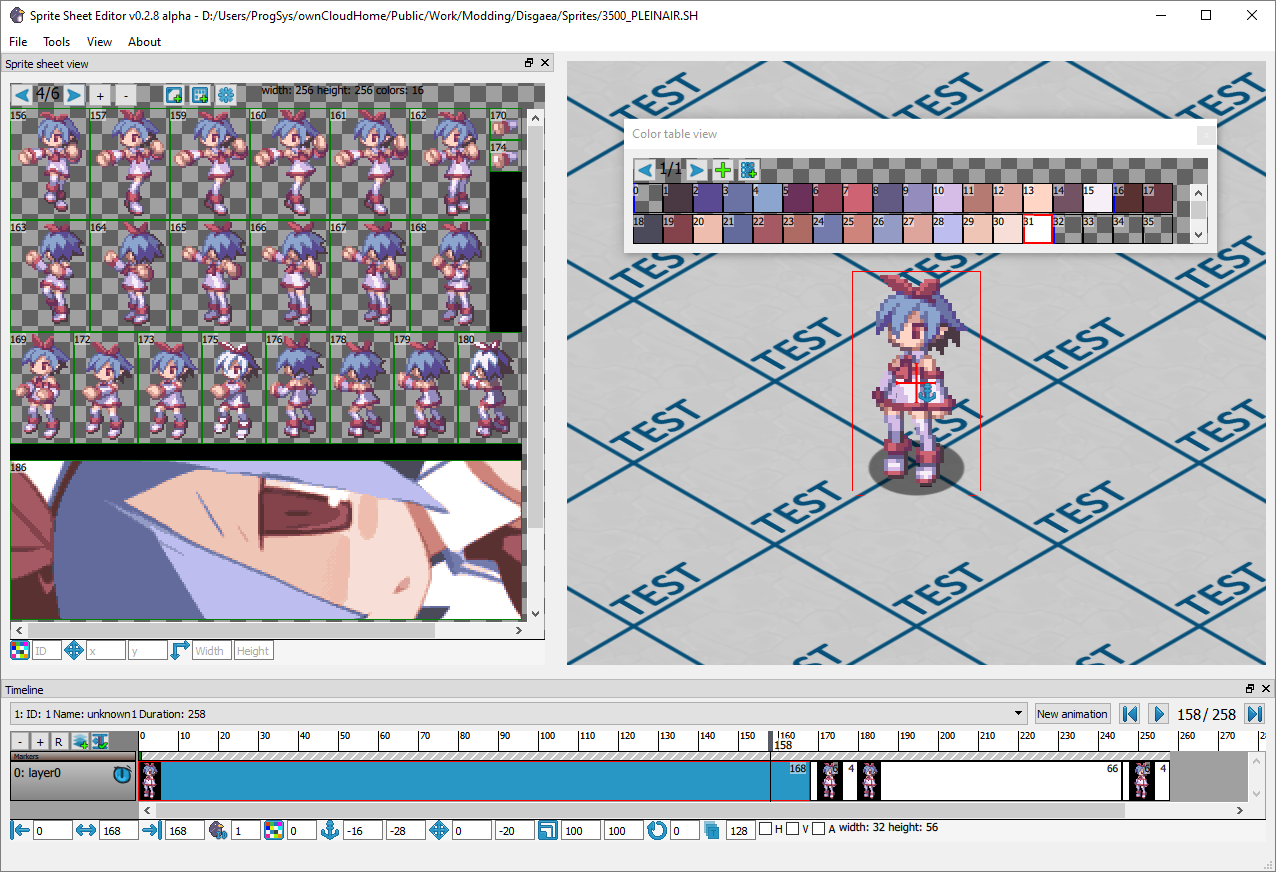 Sprite Sheet Editor v0.2.8 alpha - D:/Users/ProgSys/ownCloudHome/Public/Work/Modding/Disgaea/Sprites/3500_PLEINAIR.SH
File Tools View About
Sprite sheet view
4/6 + - width: 256 height: 256 colors: 16
156 157 159 160 161 162 170
174
163 164 165 166 167 168
169 172 173 175 176 178 179 180
186
ID x y Width Height
TEST TEST TEST
Color table view
1/1
0 1 2 3 4 5 6 7 8 9 10 11 12 13 14 15 16 17
18 19 20 21 22 23 24 25 26 27 28 29 30 31 32 33 34 35
TEST TEST
TEST TEST
TEST TEST
TEST TEST
TEST TEST
Timeline
1: ID: 1 Name: unknown1 Duration: 258 New animation 158 / 258
- + R 0 10 20 30 40 50 60 70 80 90 100 110 120 130 140 150 160 170 180 190 200 210 220 230 240 250 260 270
158
Markers
0: layer0 168 4 66 4
0 168 168 1 0 -16 -28 0 -20 100 100 0 128 H V A width: 32 height: 56